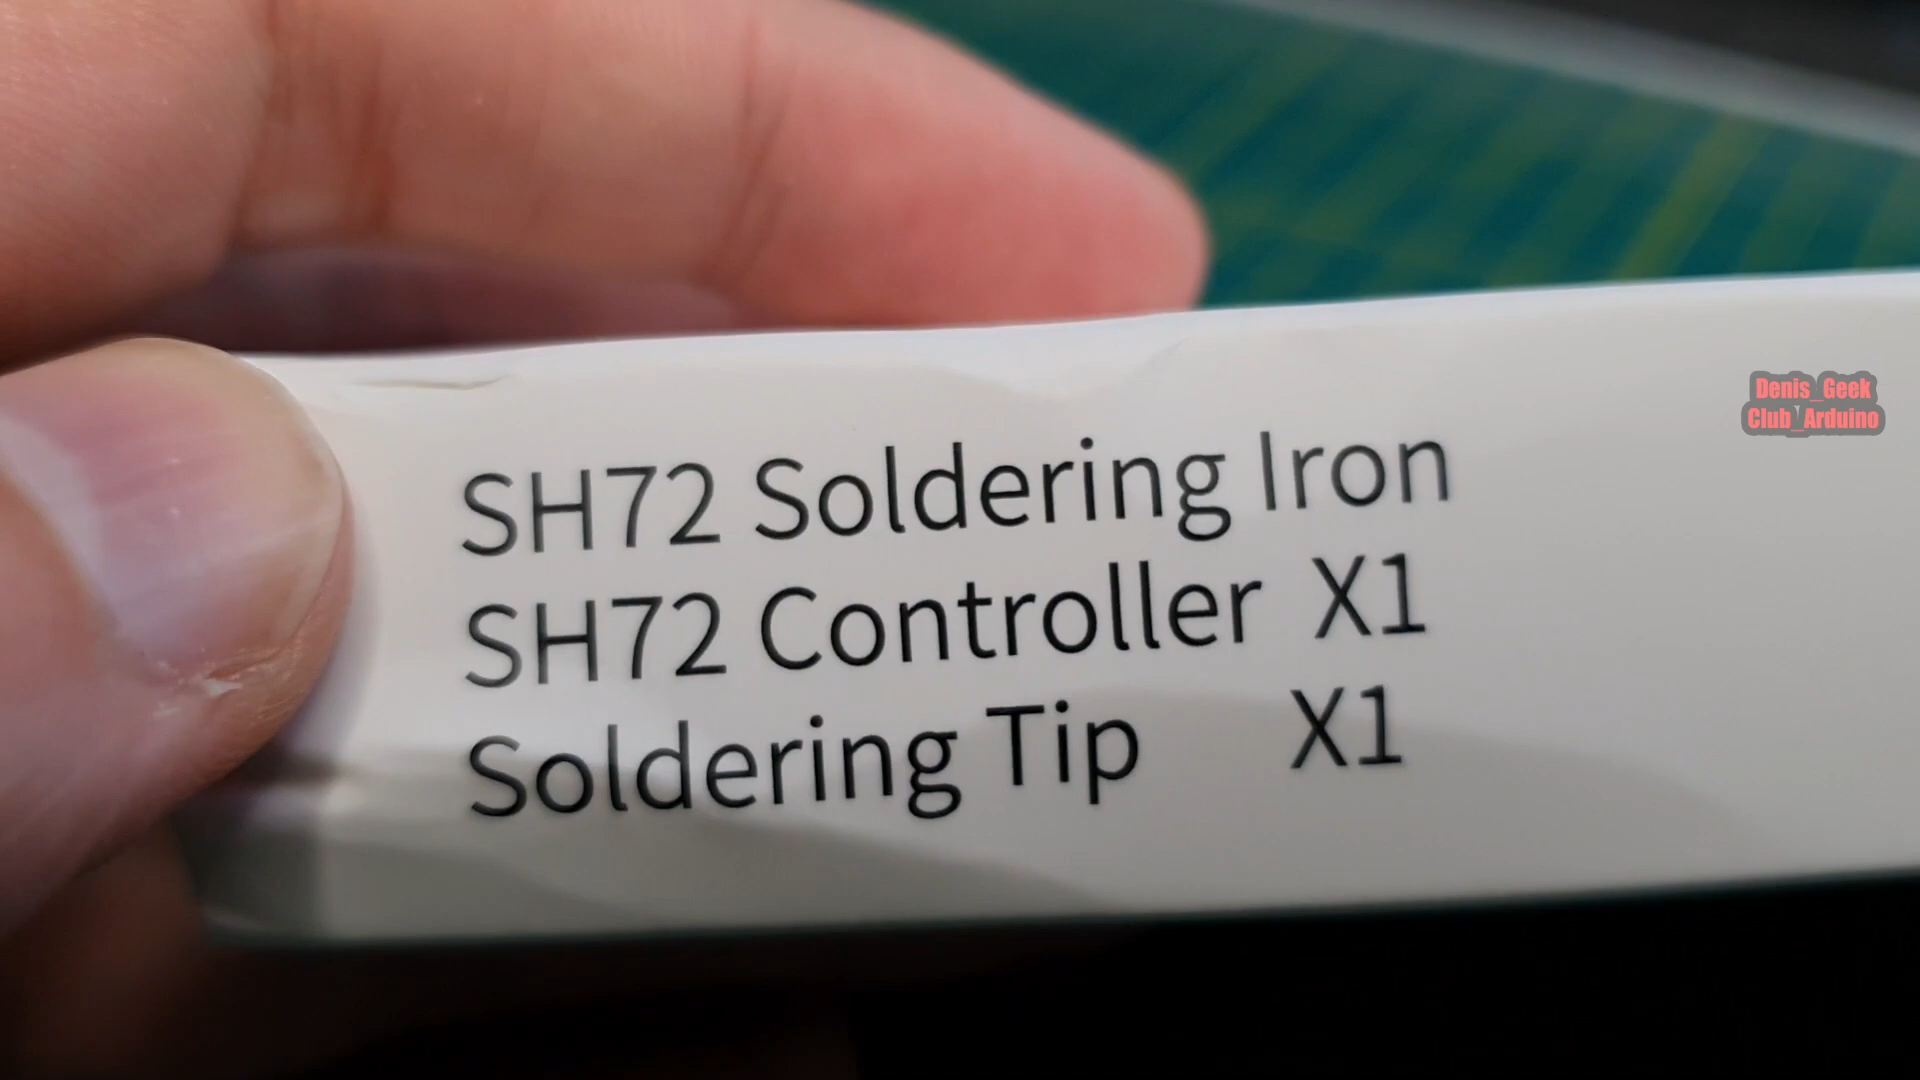 SH72 Soldering Iron
SH72 Controller X1
Soldering Tip X1
Denis_Geek
Club_Arduino